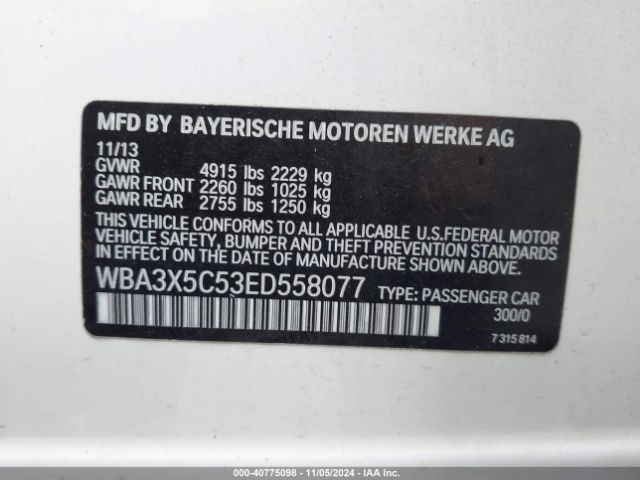 MFD BY BAYERISCHE MOTOREN WERKE AG
11/13
GVWR 4915 lbs 2229 kg
GAWR FRONT 2260 lbs 1025 kg
GAWR REAR 2755 lbs 1250 kg
THIS VEHICLE CONFORMS TO ALL APPLICABLE U.S.FEDERAL MOTOR
VEHICLE SAFETY, BUMPER AND THEFT PREVENTION STANDARDS
IN EFFECT ON THE DATE OF MANUFACTURE SHOWN ABOVE.
WBA3X5C53ED558077 TYPE: PASSENGER CAR
300/0
7 315 814
000-40775098 - 11/05/2024 - IAA Inc.